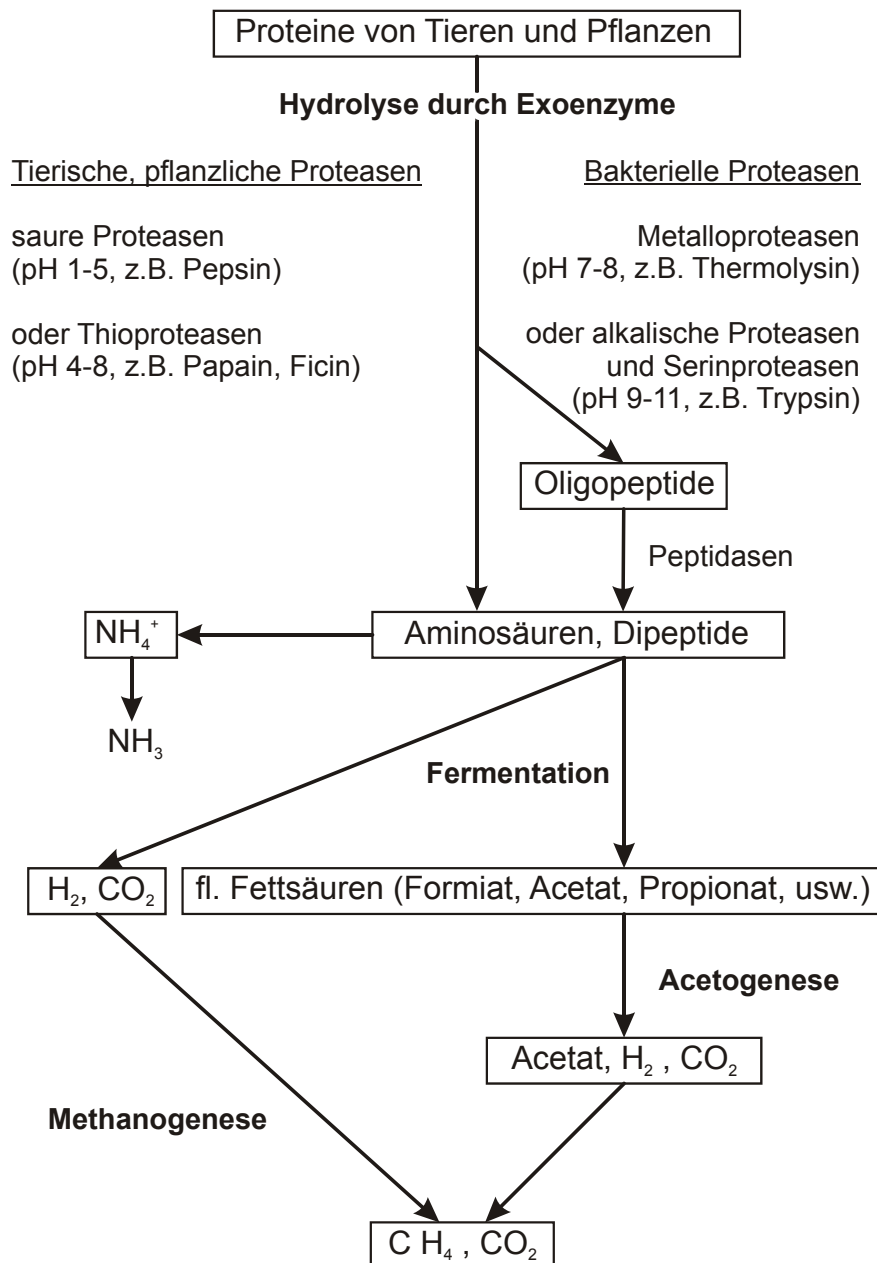 Proteine von Tieren und Pflanzen
Hydrolyse durch Exoenzyme
Tierische, pflanzliche Proteasen
saure Proteasen
(pH 1-5, z.B. Pepsin)
oder Thioproteasen
(pH 4-8, z.B. Papain, Ficin)
Bakterielle Proteasen
Metalloproteasen
(pH 7-8, z.B. Thermolysin)
oder alkalische Proteasen
und Serinproteasen
(pH 9-11, z.B. Trypsin)
Oligopeptide
Peptidasen
NH₄⁺
Aminosäuren, Dipeptide
NH₃
Fermentation
H₂, CO₂
fl. Fettsäuren (Formiat, Acetat, Propionat, usw.)
Acetogenese
Acetat, H₂ , CO₂
Methanogenese
C H₄ , CO₂